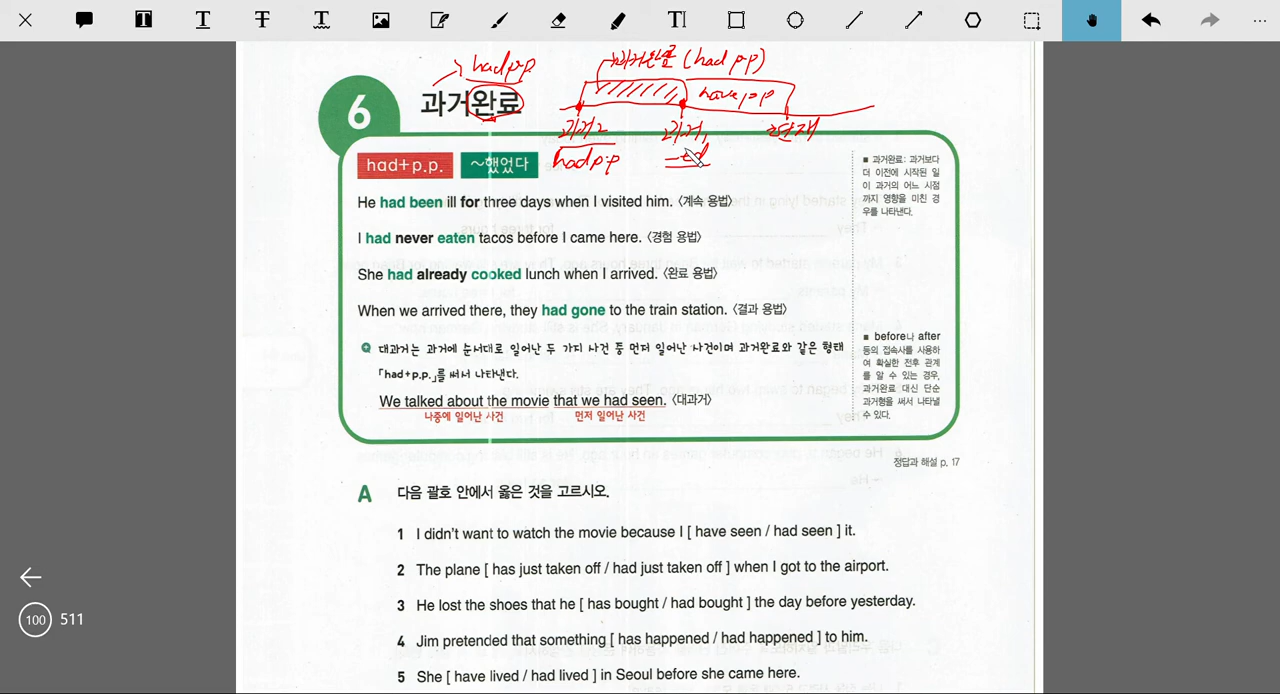 had p·p
과거완료 (had p·p)
have p·p
6 과거완료
과거2 과거1 현재
had p·p -ed
had+p.p. ~했었다
He had been ill for three days when I visited him. 〈계속 용법〉
I had never eaten tacos before I came here. 〈경험 용법〉
She had already cooked lunch when I arrived. 〈완료 용법〉
When we arrived there, they had gone to the train station. 〈결과 용법〉
대과거는 과거에 순서대로 일어난 두 가지 사건 중 먼저 일어난 사건이며 과거완료와 같은 형태
「had+p.p.」를 써서 나타낸다.
We talked about the movie that we had seen. 〈대과거〉
나중에 일어난 사건 먼저 일어난 사건
■ 과거완료: 과거보다
더 이전에 시작된 일
이 과거의 어느 시점
까지 영향을 미친 경
우를 나타낸다.
■ before나 after
등의 접속사를 사용하
여 확실한 전후 관계
를 알 수 있는 경우,
과거완료 대신 단순
과거형을 써서 나타낼
수 있다.
정답과 해설 p. 17
A 다음 괄호 안에서 옳은 것을 고르시오.
1 I didn't want to watch the movie because I [ have seen / had seen ] it.
2 The plane [ has just taken off / had just taken off ] when I got to the airport.
3 He lost the shoes that he [ has bought / had bought ] the day before yesterday.
4 Jim pretended that something [ has happened / had happened ] to him.
5 She [ have lived / had lived ] in Seoul before she came here.
100 511